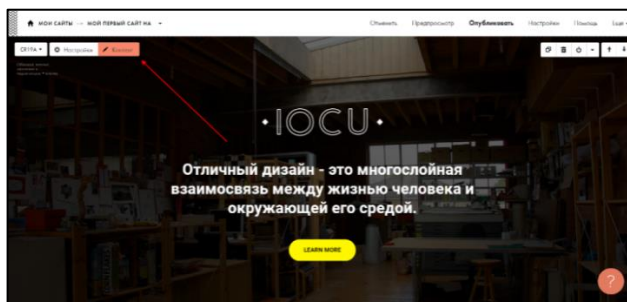 МОИ САЙТЫ → МОЙ ПЕРВЫЙ САЙТ НА
Отменить Предпросмотр Опубликовать Настройки Помощь Еще
CR19A Настройки Контент
IOCU
Отличный дизайн - это многослойная
взаимосвязь между жизнью человека и
окружающей его средой.
LEARN MORE
?